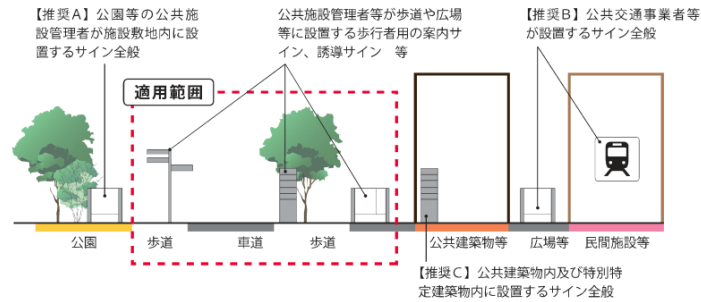 【推奨A】公園等の公共施
設管理者が施設敷地内に設
置するサイン全般
公共施設管理者等が歩道や広場
等に設置する歩行者用の案内サ
イン、誘導サイン　等
【推奨B】公共交通事業者等
が設置するサイン全般
適用範囲
公園
歩道
車道
歩道
公共建築物等
広場等
民間施設等
【推奨C】公共建築物内及び特別特
定建築物内に設置するサイン全般